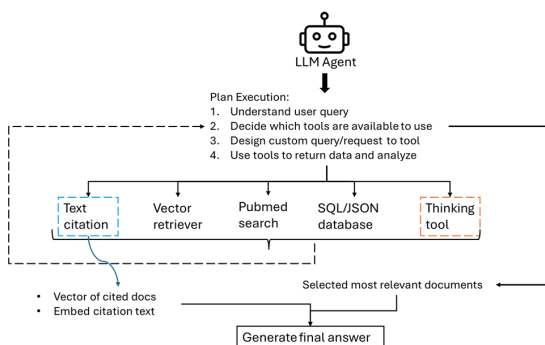 LLM Agent
Plan Execution:
1. Understand user query
2. Decide which tools are available to use
3. Design custom query/request to tool
4. Use tools to return data and analyze
Text
citation
Vector
retriever
Pubmed
search
SQL/JSON
database
Thinking
tool
• Vector of cited docs
• Embed citation text
Selected most relevant documents
Generate final answer